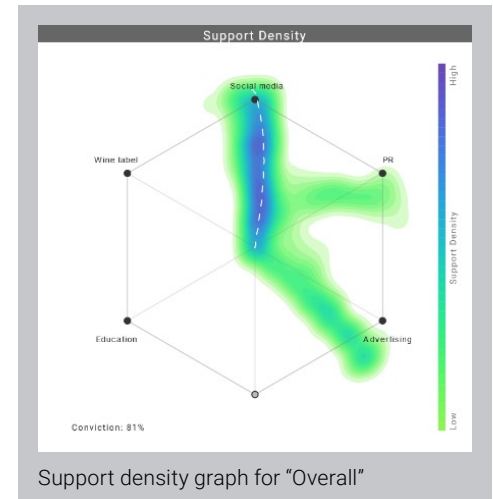 Support Density
Social media
High
Wine label
PR
Support Density
Education
Advertising
Conviction: 81%
Low
Support density graph for “Overall”